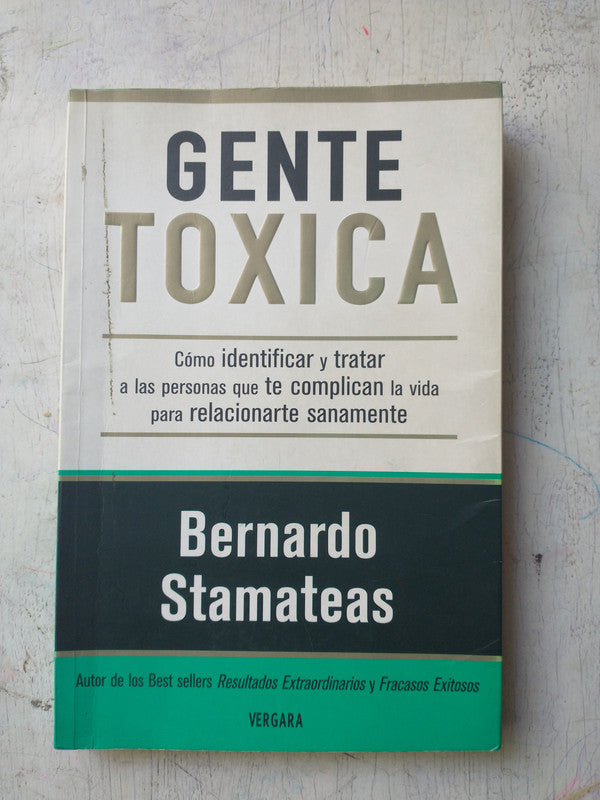 GENTE
TOXICA
Cómo identificar y tratar
a las personas que te complican la vida
para relacionarte sanamente
Bernardo
Stamateas
Autor de los Best sellers Resultados Extraordinarios y Fracasos Exitosos
VERGARA